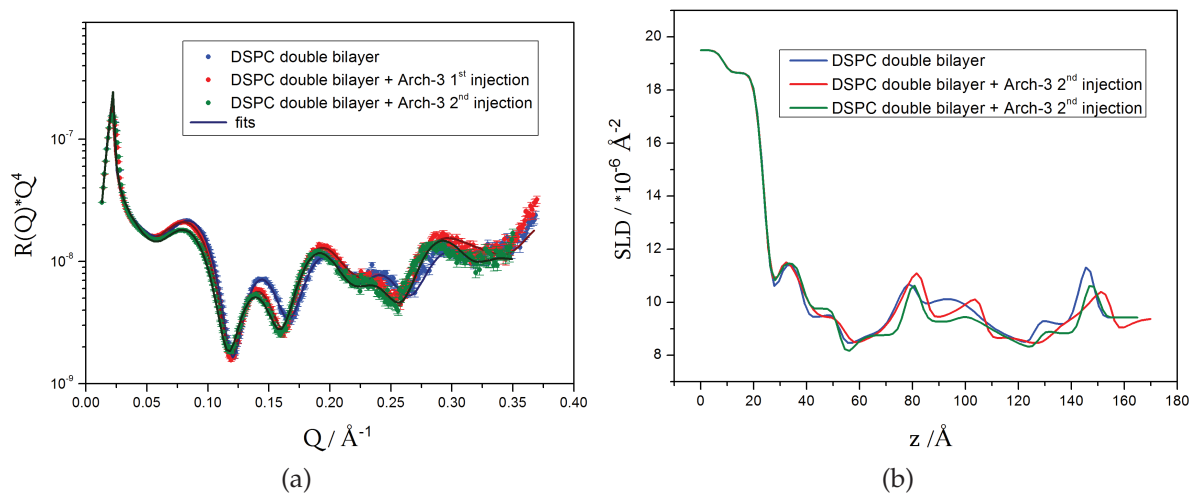 DSPC double bilayer
DSPC double bilayer + Arch-3 1st injection
DSPC double bilayer + Arch-3 2nd injection
fits
R(Q)*Q4
10-7
10-8
10-9
0.00 0.05 0.10 0.15 0.20 0.25 0.30 0.35 0.40
Q / Å-1
(a)
DSPC double bilayer
DSPC double bilayer + Arch-3 2nd injection
DSPC double bilayer + Arch-3 2nd injection
SLD / *10-6 Å-2
20
18
16
14
12
10
8
0 20 40 60 80 100 120 140 160 180
z /Å
(b)